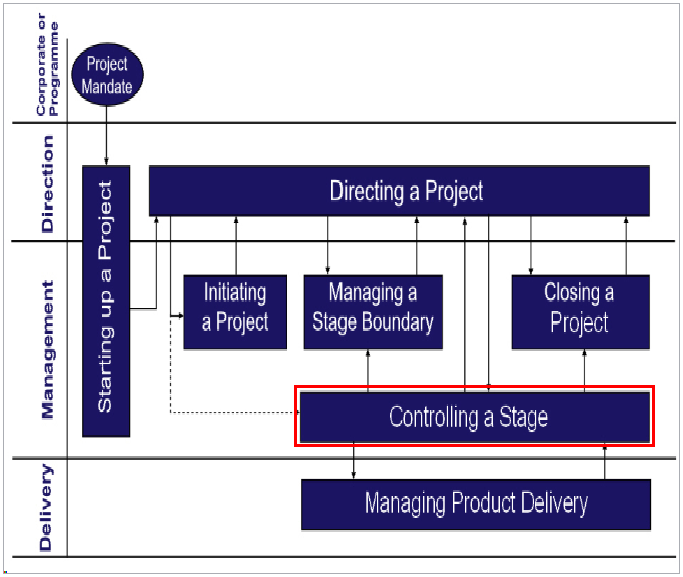 Corporate or
Programme
Project
Mandate
Direction
Starting up a Project
Directing a Project
Management
Initiating
a Project
Managing a
Stage Boundary
Closing a
Project
Controlling a Stage
Delivery
Managing Product Delivery